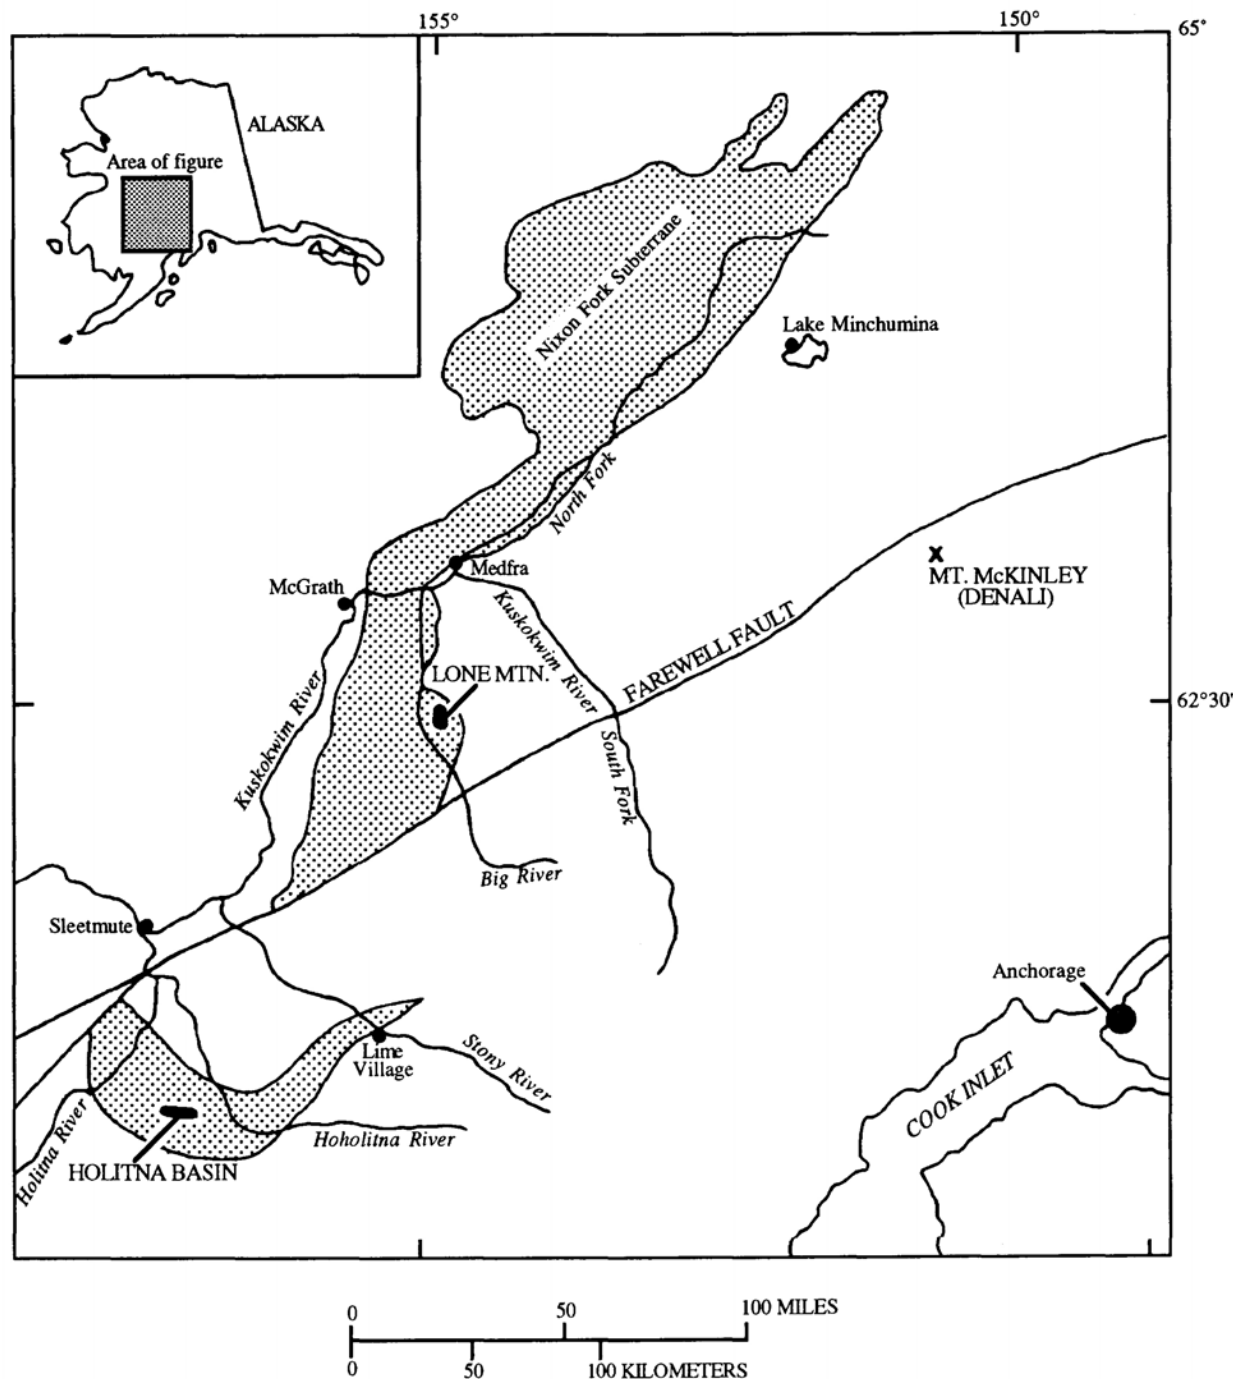 155°
150°
65°
ALASKA
Area of figure
Nixon Fork Subterrane
Lake Minchumina
North Fork
Medfra
McGrath
MT. McKINLEY
(DENALI)
Kuskokwim River
FAREWELL FAULT
LONE MTN.
62°30'
Kuskokwim River
South Fork
Big River
Sleetmute
Anchorage
Lime
Village
Stony River
COOK INLET
Holitna River
Hoholitna River
HOLITNA BASIN
0
50
100 MILES
0
50
100 KILOMETERS